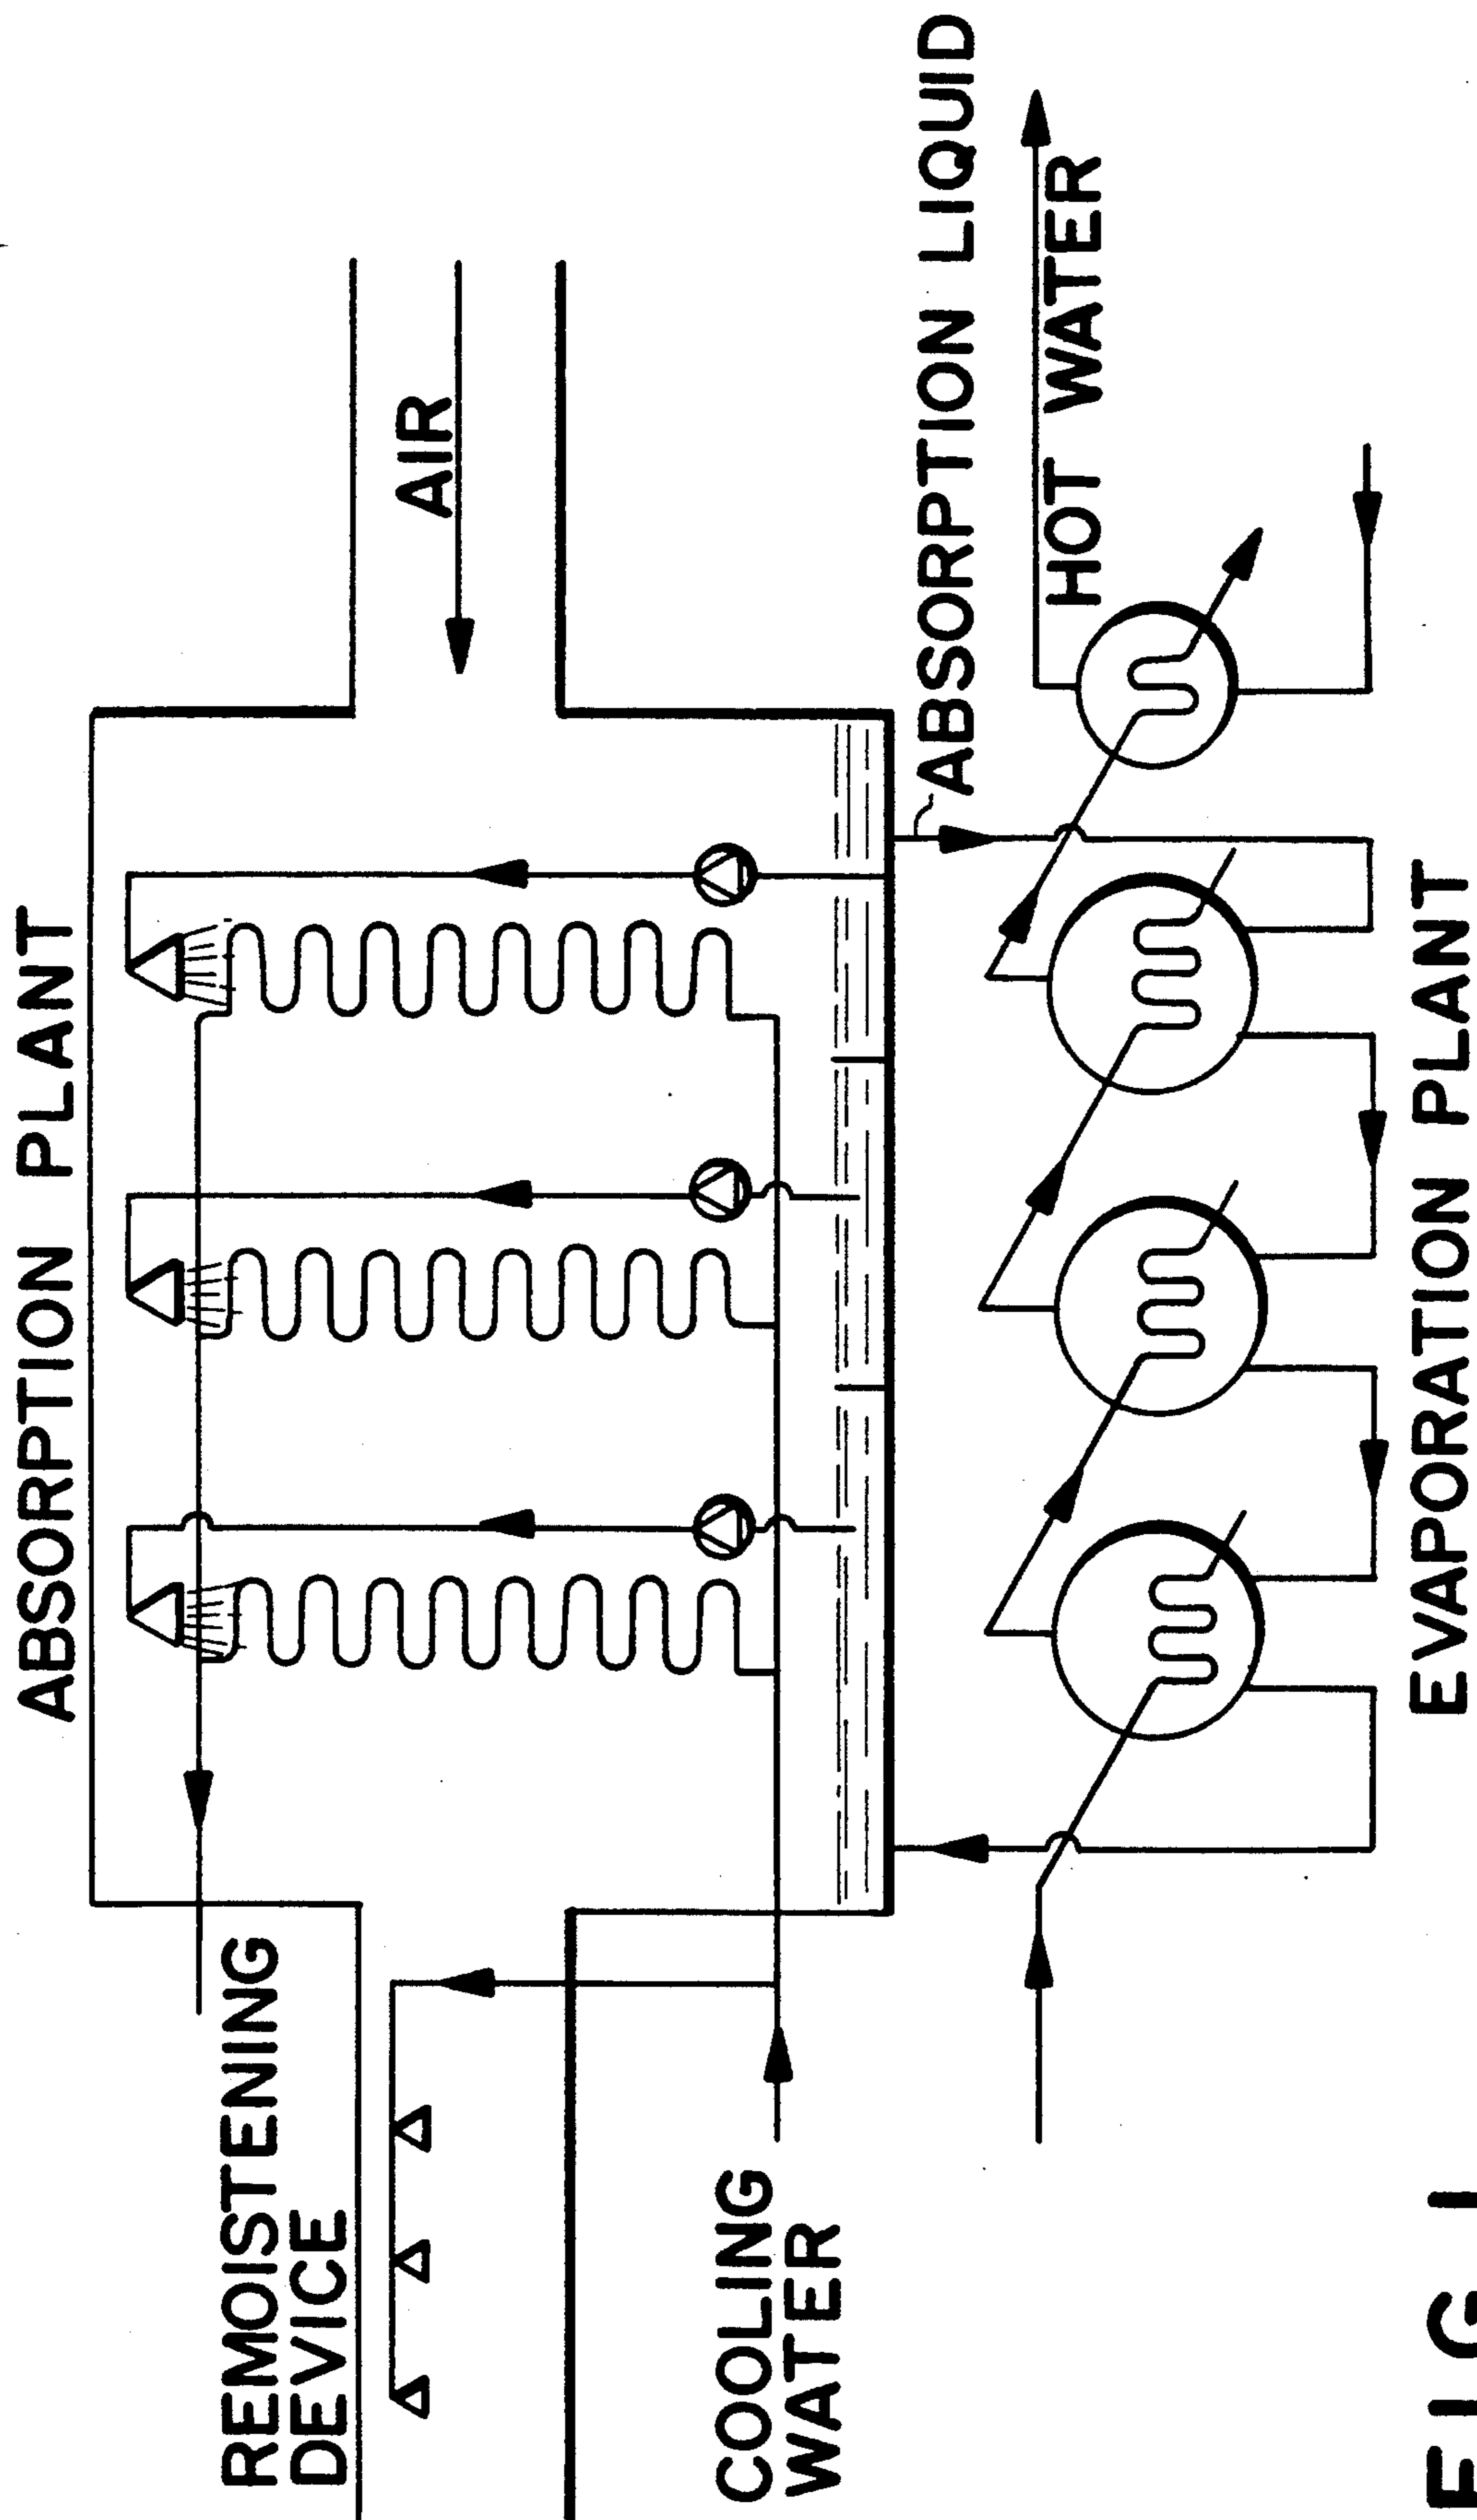 ABSORPTION PLANT
AIR
REMOISTENING
DEVICE
COOLING
WATER
ABSORPTION LIQUID
HOT WATER
EVAPORATION PLANT
FIG. I